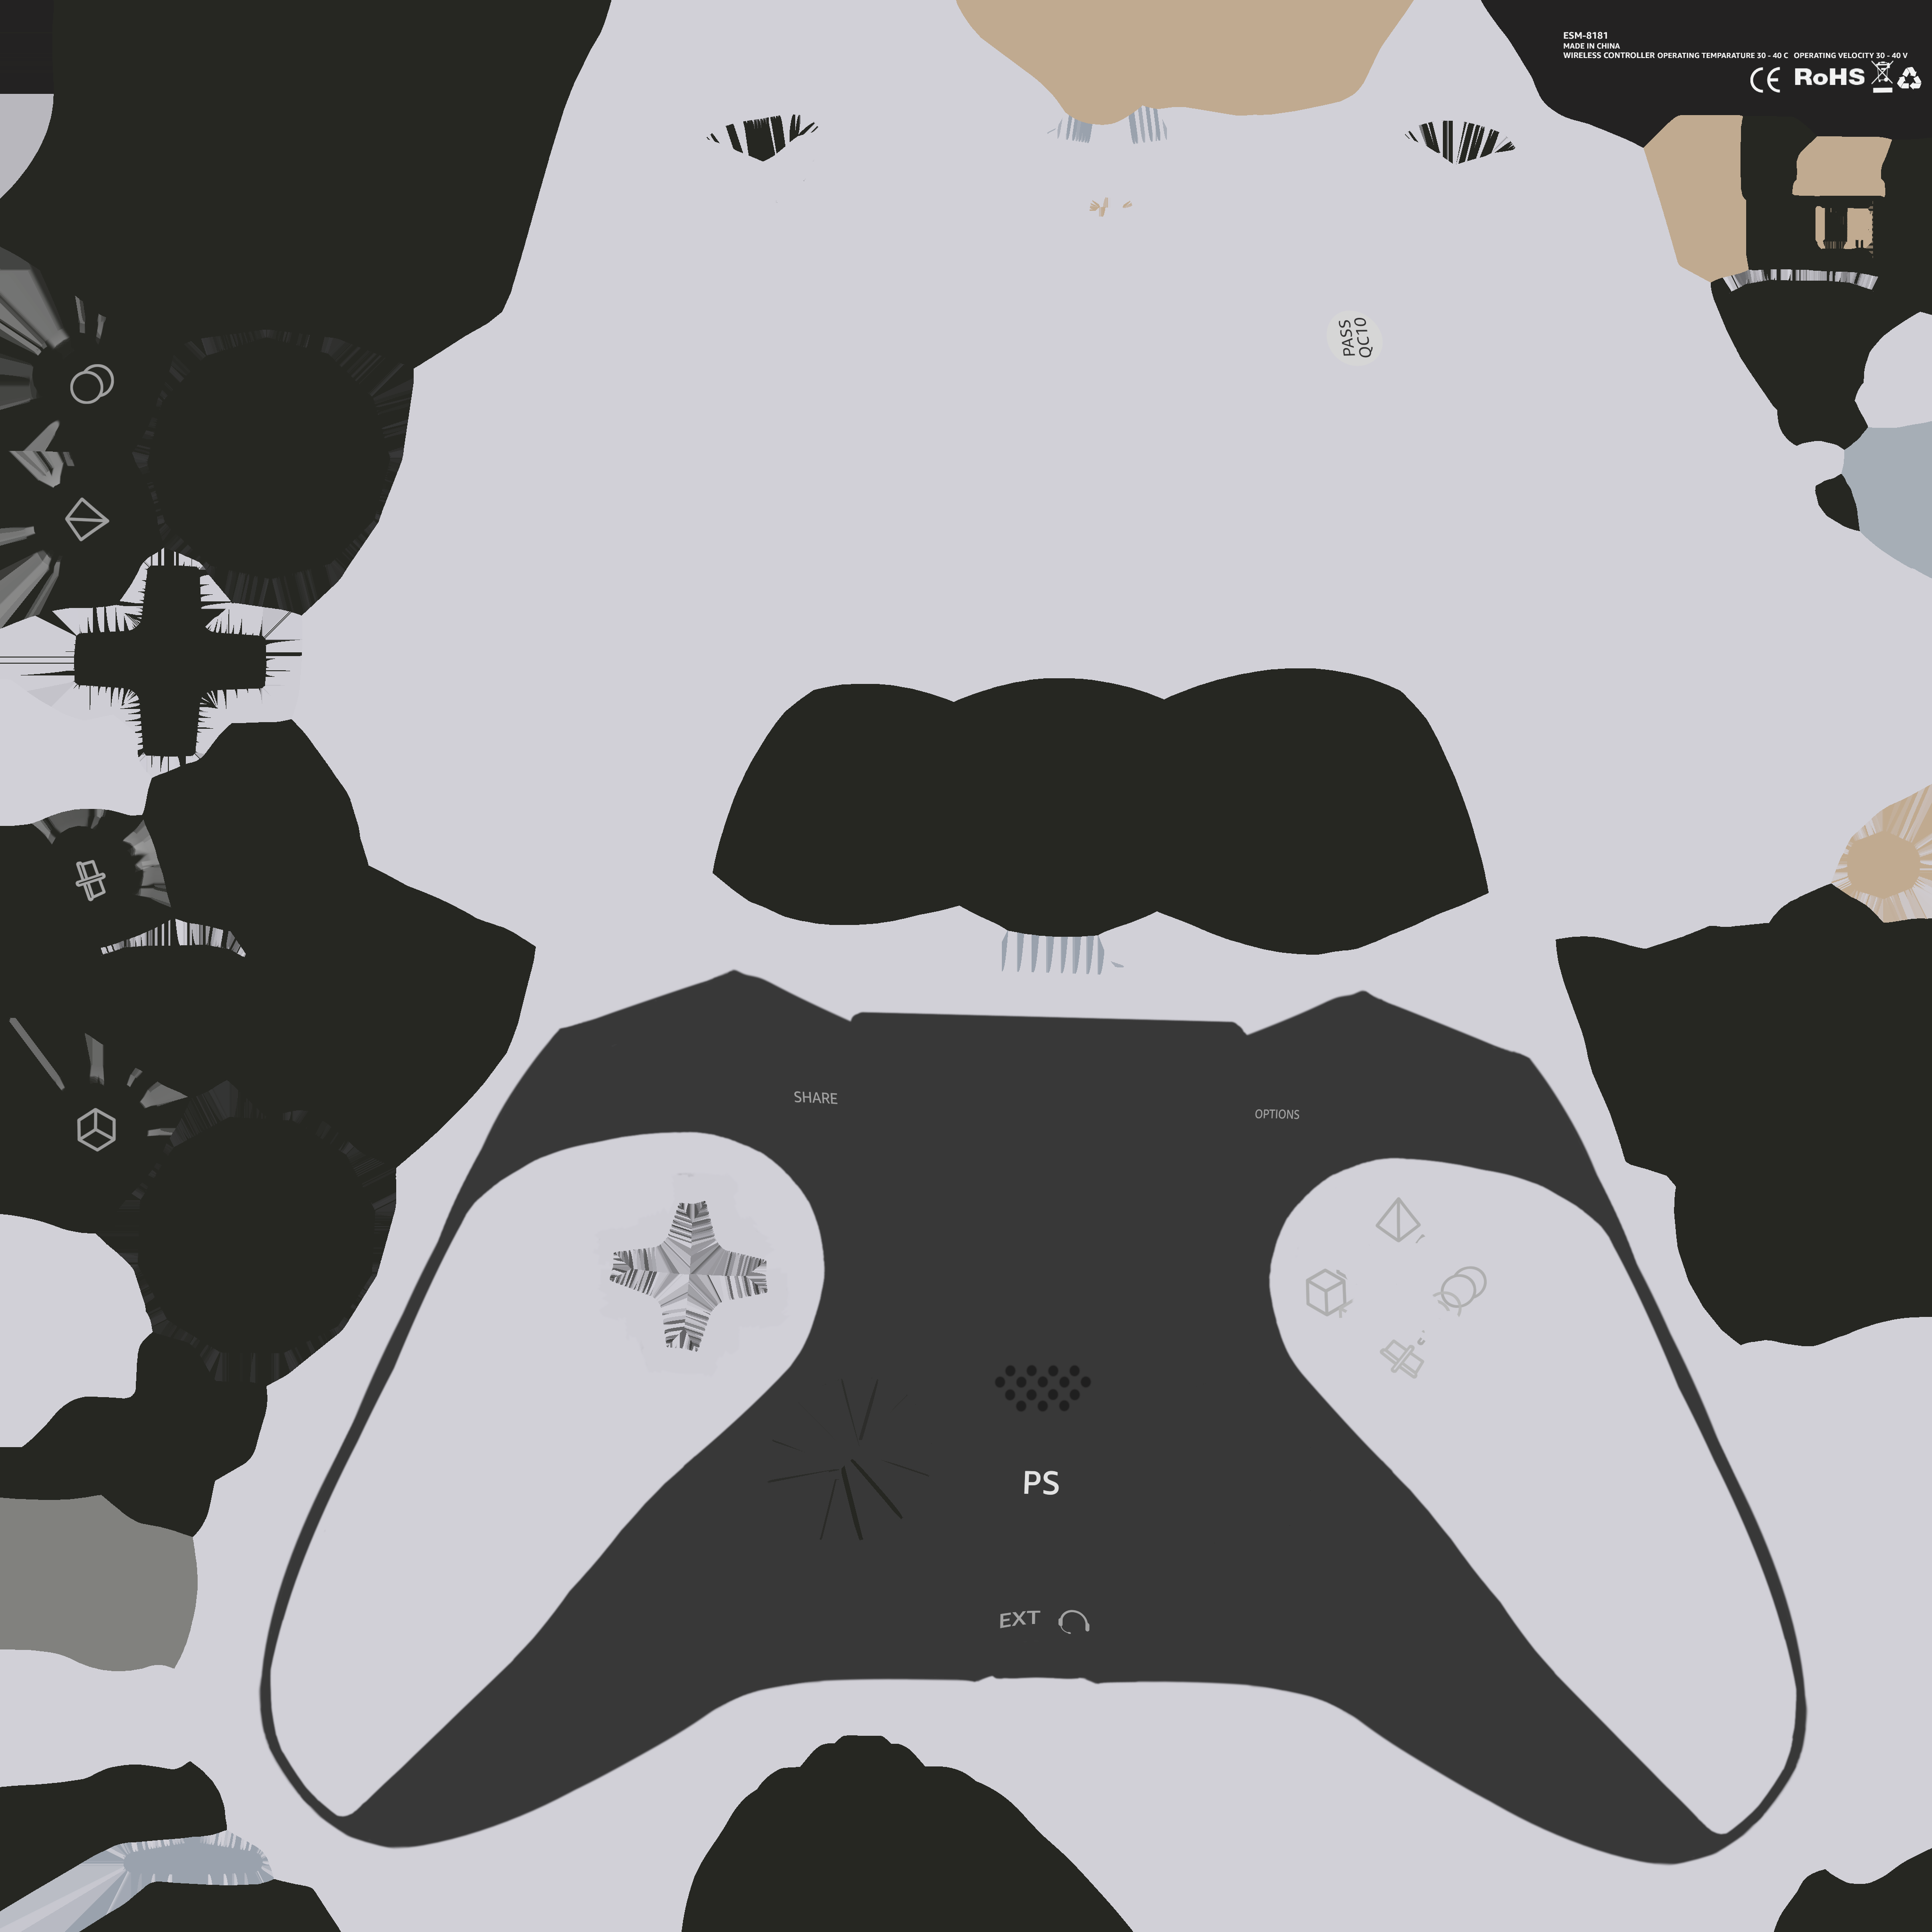 ESM-8181
MADE IN CHINA
WIRELESS CONTROLLER OPERATING TEMPARATURE 30 - 40 C OPERATING VELOCITY 30 - 40 V
CE RoHS
PASS
QC10
SHARE
OPTIONS
PS
EXT